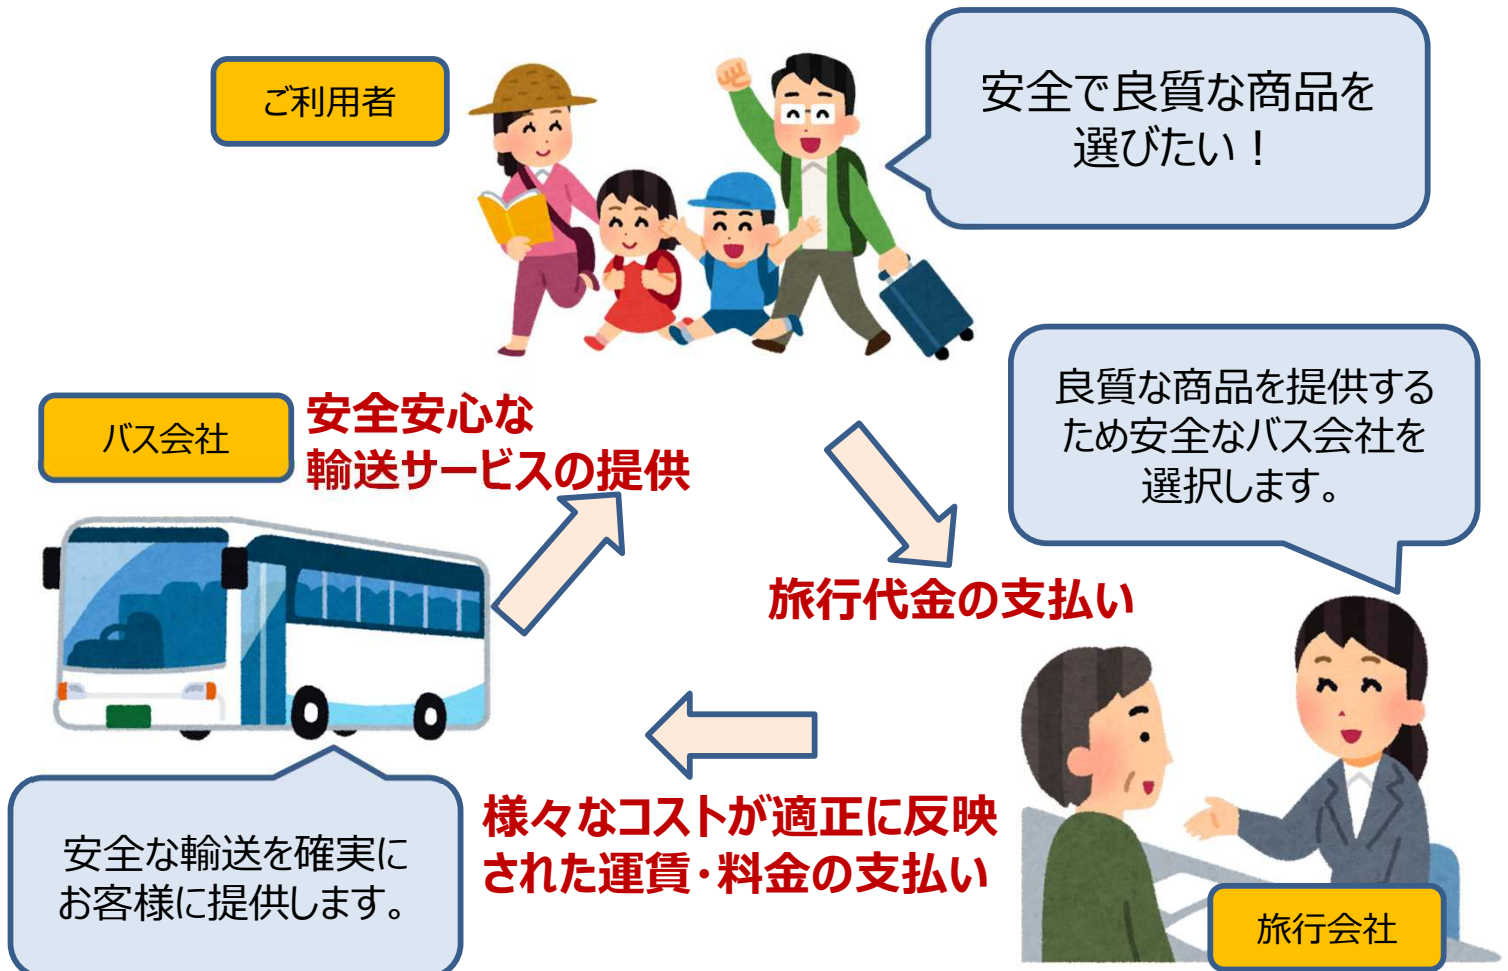 ご利用者
安全で良質な商品を
選びたい！
バス会社
安全安心な
輸送サービスの提供
良質な商品を提供する
ため安全なバス会社を
選択します。
旅行代金の支払い
様々なコストが適正に反映
された運賃・料金の支払い
安全な輸送を確実に
お客様に提供します。
旅行会社